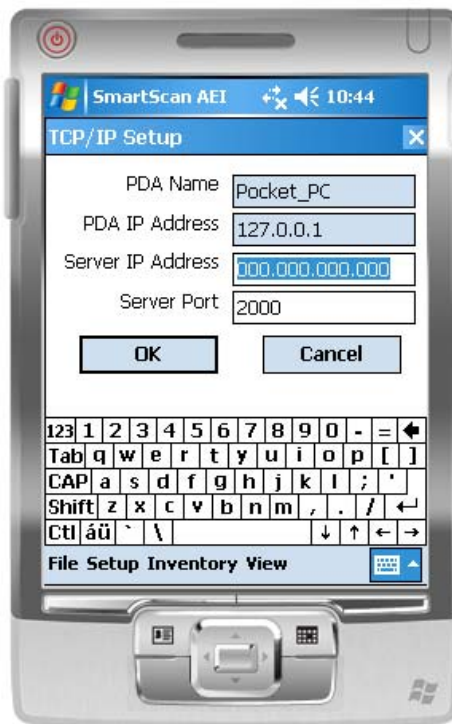 SmartScan AEI 10:44
TCP/IP Setup
PDA Name Pocket_PC
PDA IP Address 127.0.0.1
Server IP Address 000.000.000.000
Server Port 2000
OK Cancel
123 1 2 3 4 5 6 7 8 9 0 - =
Tab q w e r t y u i o p [ ]
CAP a s d f g h j k l ; '
Shift z x c v b n m , . /
Ctl áü ` \
File Setup Inventory View